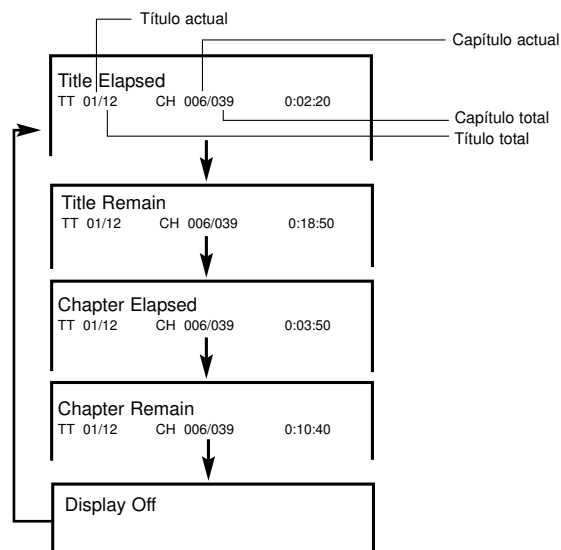 Título actual
Capítulo actual
Title Elapsed
TT 01/12 CH 006/039 0:02:20
Capítulo total
Título total
Title Remain
TT 01/12 CH 006/039 0:18:50
Chapter Elapsed
TT 01/12 CH 006/039 0:03:50
Chapter Remain
TT 01/12 CH 006/039 0:10:40
Display Off